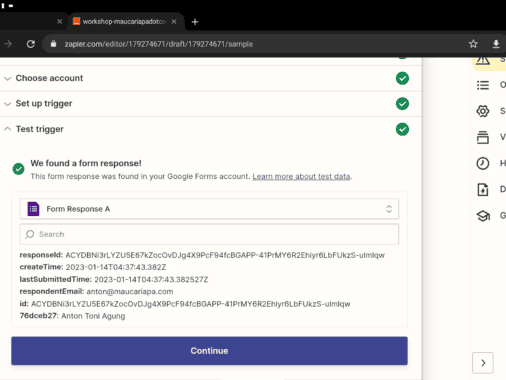 workshop-maucariapadotco
zapier.com/editor/179274671/draft/179274671/sample
Choose account
Set up trigger
Test trigger
We found a form response!
This form response was found in your Google Forms account. Learn more about test data.
Form Response A
Search
responseId: ACYDBNi3rLYZU5E67kZocOvDJg4X9PcF94fcBGAPP-41PrMY6R2Ehiyr6LbFUkzS-uImlqw
createTime: 2023-01-14T04:37:43.382Z
lastSubmittedTime: 2023-01-14T04:37:43.382527Z
respondentEmail: anton@maucariapa.com
id: ACYDBNi3rLYZU5E67kZocOvDJg4X9PcF94fcBGAPP-41PrMY6R2Ehiyr6LbFUkzS-uImlqw
76dceb27: Anton Toni Agung
Continue
S
O
S
V
H
D
G